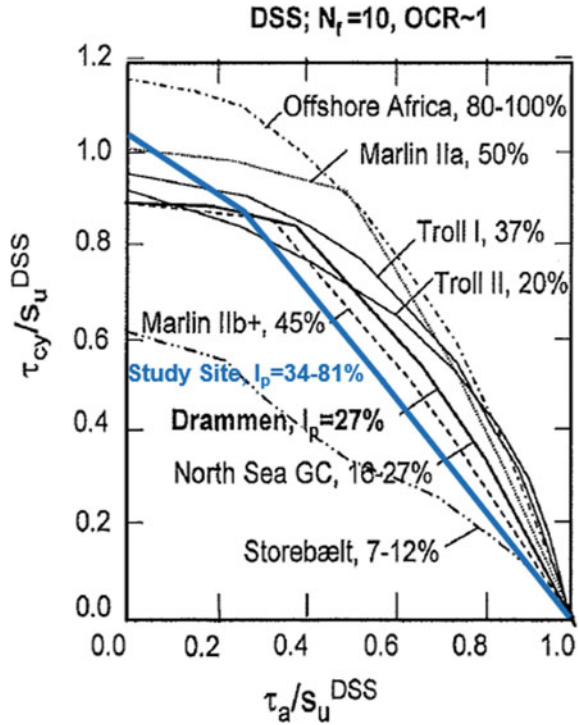 DSS; Nf=10, OCR~1
1.2
1.0
0.8
0.6
0.4
0.2
0.0
τcy/su DSS
Offshore Africa, 80-100%
Marlin IIa, 50%
Troll I, 37%
Troll II, 20%
Marlin IIb+, 45%
Study Site, Ip=34-81%
Drammen, Ip=27%
North Sea GC, 16-27%
Storebælt, 7-12%
0.0 0.2 0.4 0.6 0.8 1.0
τa/su DSS